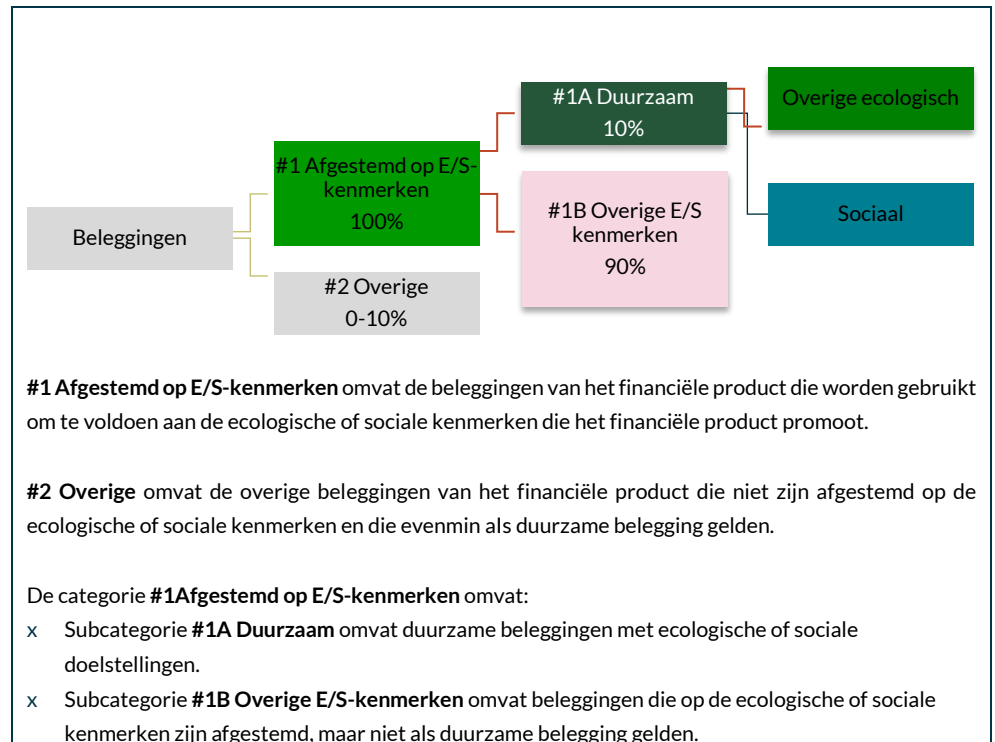 Beleggingen
#1 Afgestemd op E/S-
kenmerken
100%
#2 Overige
0-10%
#1A Duurzaam
10%
#1B Overige E/S
kenmerken
90%
Overige ecologisch
Sociaal
#1 Afgestemd op E/S-kenmerken omvat de beleggingen van het financiële product die worden gebruikt
om te voldoen aan de ecologische of sociale kenmerken die het financiële product promoot.
#2 Overige omvat de overige beleggingen van het financiële product die niet zijn afgestemd op de
ecologische of sociale kenmerken en die evenmin als duurzame belegging gelden.
De categorie #1Afgestemd op E/S-kenmerken omvat:
x Subcategorie #1A Duurzaam omvat duurzame beleggingen met ecologische of sociale
doelstellingen.
x Subcategorie #1B Overige E/S-kenmerken omvat beleggingen die op de ecologische of sociale
kenmerken zijn afgestemd, maar niet als duurzame belegging gelden.